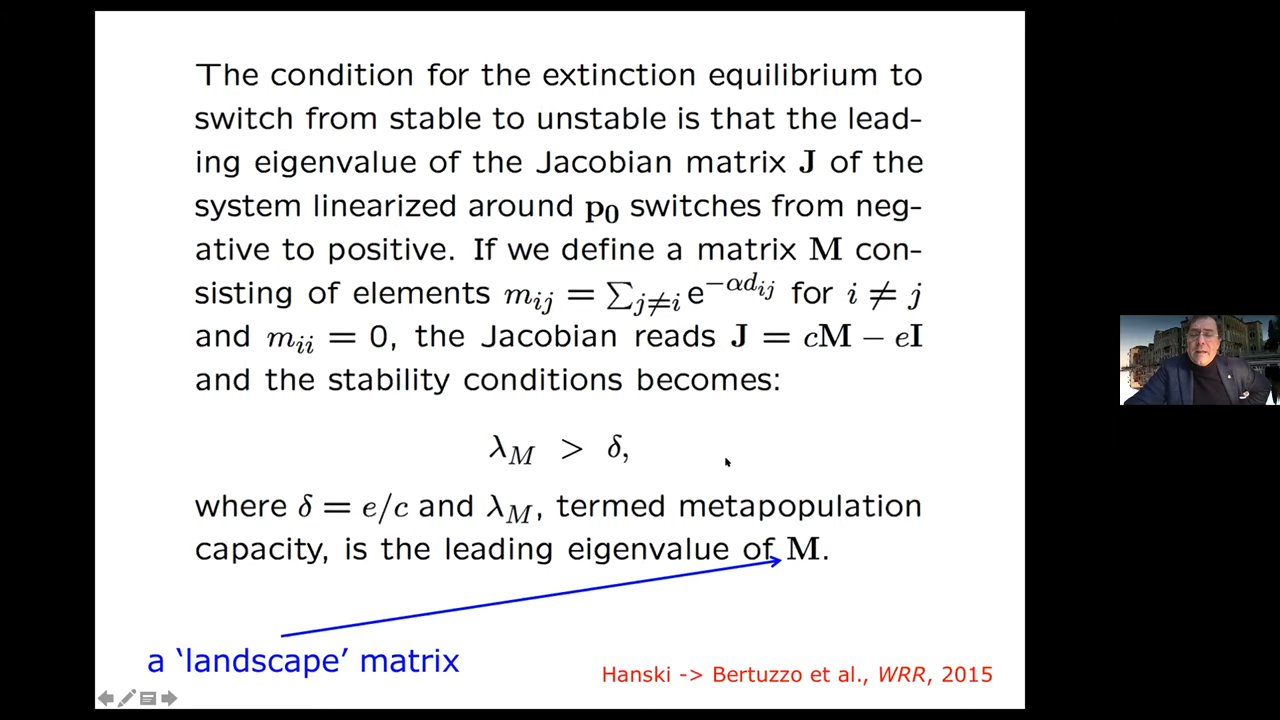 The condition for the extinction equilibrium to
switch from stable to unstable is that the lead-
ing eigenvalue of the Jacobian matrix J of the
system linearized around p₀ switches from neg-
ative to positive. If we define a matrix M con-
sisting of elements mᵢⱼ = ∑ⱼ≠ᵢ e^{−αdᵢⱼ} for i ≠ j
and mᵢᵢ = 0, the Jacobian reads J = cM − eI
and the stability conditions becomes:
λ_M > δ,
where δ = e/c and λ_M, termed metapopulation
capacity, is the leading eigenvalue of M.
a ‘landscape’ matrix
Hanski -> Bertuzzo et al., WRR, 2015